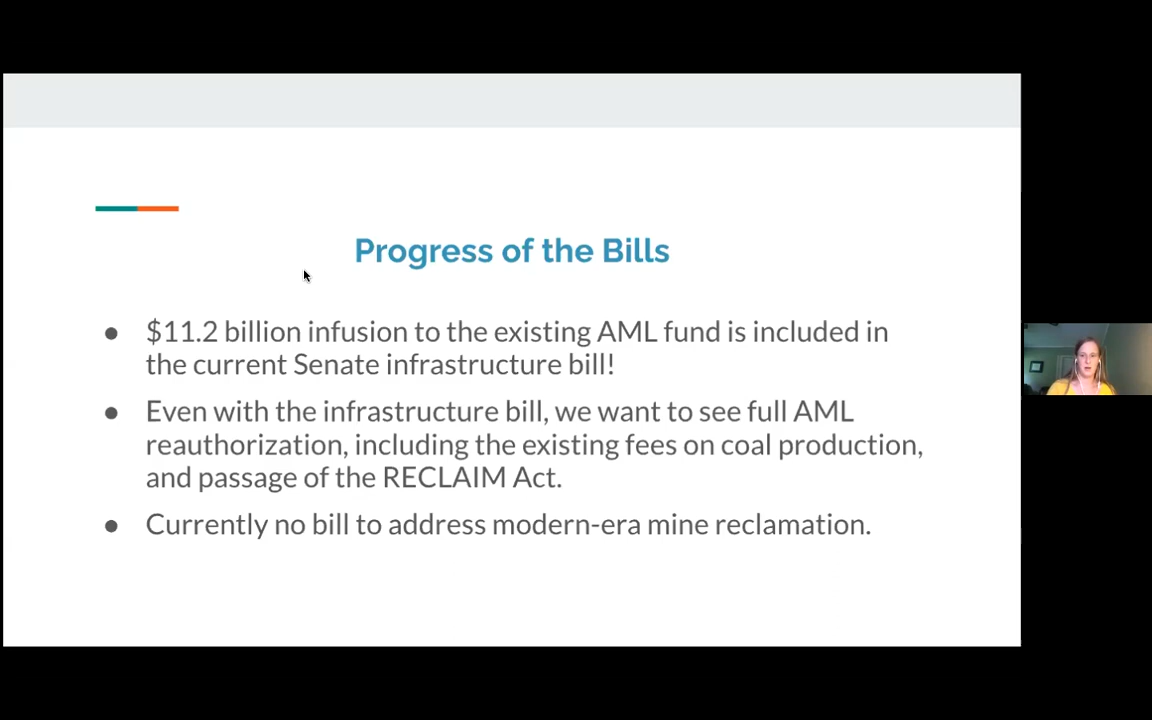 Progress of the Bills
● $11.2 billion infusion to the existing AML fund is included in
the current Senate infrastructure bill!
● Even with the infrastructure bill, we want to see full AML
reauthorization, including the existing fees on coal production,
and passage of the RECLAIM Act.
● Currently no bill to address modern-era mine reclamation.